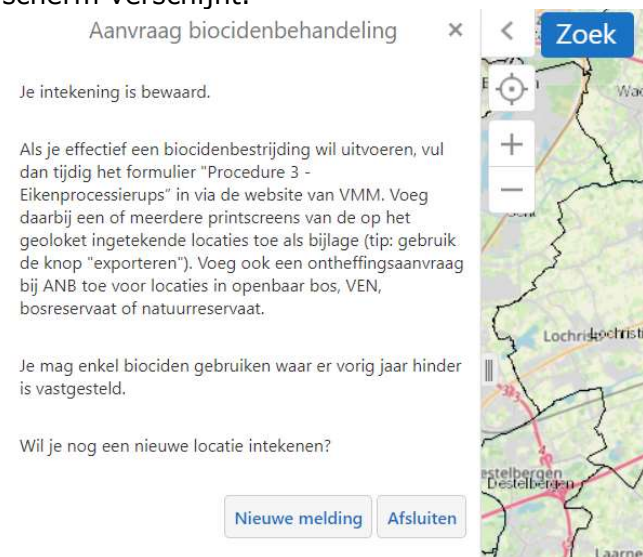 scherm verschijnt.
Aanvraag biocidenbehandeling
Zoek
Je intekening is bewaard.
Als je effectief een biocidenbestrijding wil uitvoeren, vul
dan tijdig het formulier "Procedure 3 -
Eikenprocessierups" in via de website van VMM. Voeg
daarbij een of meerdere printscreens van de op het
geoloket ingetekende locaties toe als bijlage (tip: gebruik
de knop "exporteren"). Voeg ook een ontheffingsaanvraag
bij ANB toe voor locaties in openbaar bos, VEN,
bosreservaat of natuurreservaat.
Je mag enkel biociden gebruiken waar er vorig jaar hinder
is vastgesteld.
Wil je nog een nieuwe locatie intekenen?
Nieuwe melding
Afsluiten
Lochristi
Destelbergen